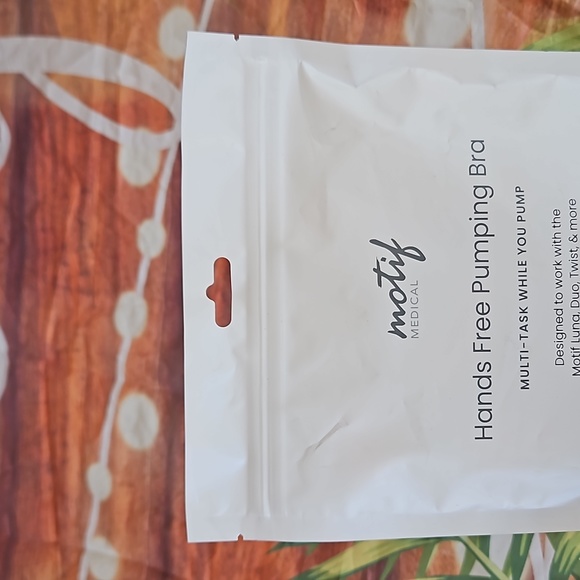 motif
MEDICAL
Hands Free Pumping Bra
MULTI-TASK WHILE YOU PUMP
Designed to work with the
Motif Luna, Duo, Twist, & more